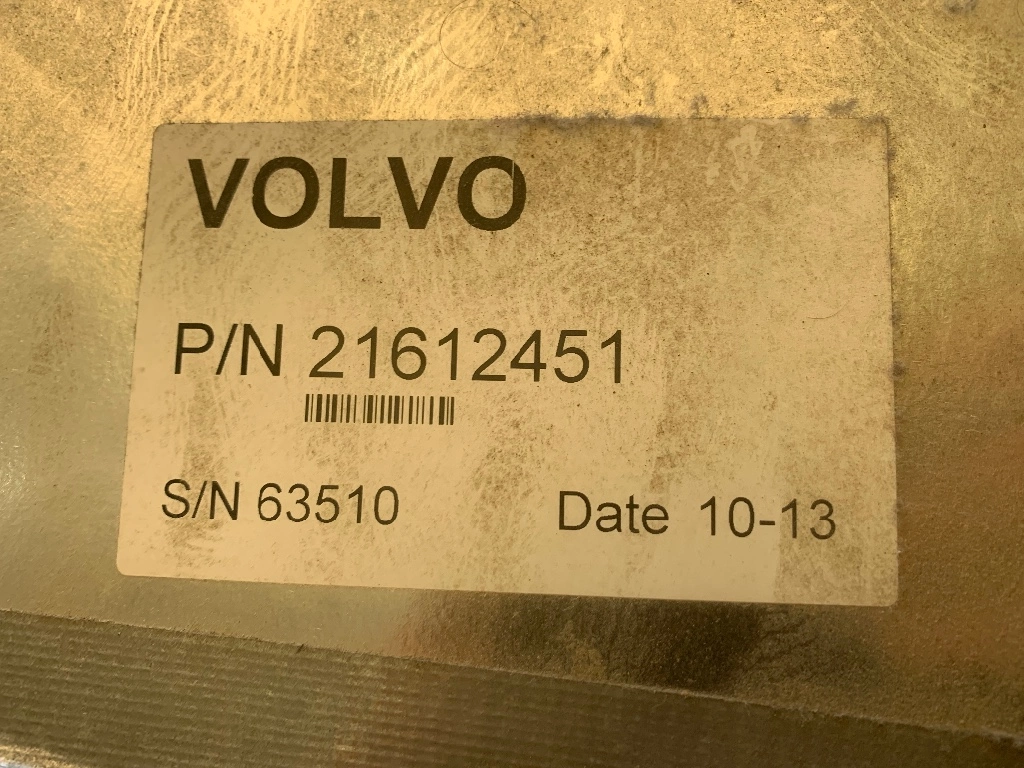 VOLVO
P/N 21612451
S/N 63510 Date 10-13